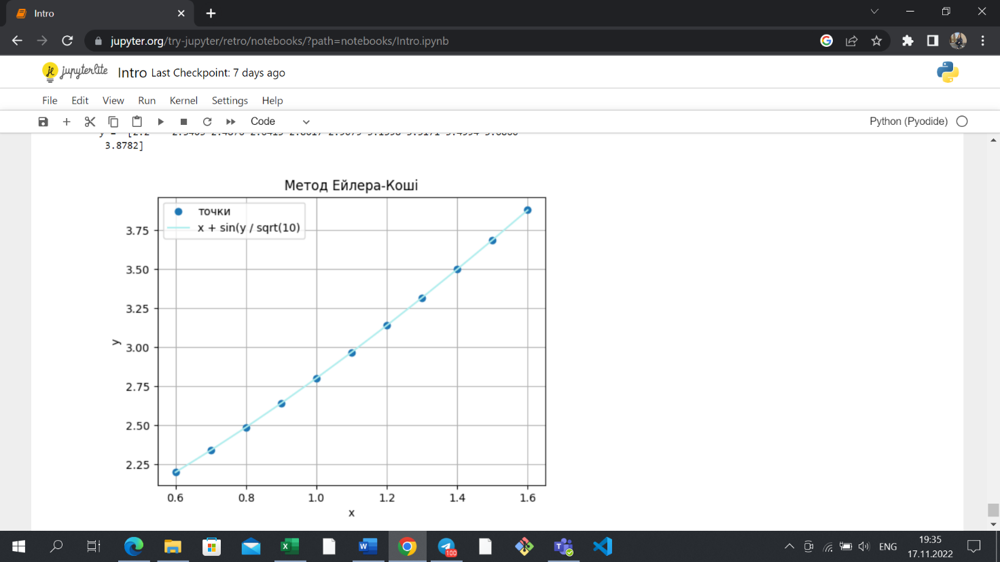 Intro
jupyter.org/try-jupyter/retro/notebooks/?path=notebooks/Intro.ipynb
jupyterlite Intro Last Checkpoint: 7 days ago
File Edit View Run Kernel Settings Help
Code Python (Pyodide)
3.8782]
Метод Ейлера-Коші
точки
x + sin(y / sqrt(10)
3.75
3.50
3.25
3.00
2.75
2.50
2.25
y
0.6 0.8 1.0 1.2 1.4 1.6
x
100
ENG
19:35
17.11.2022